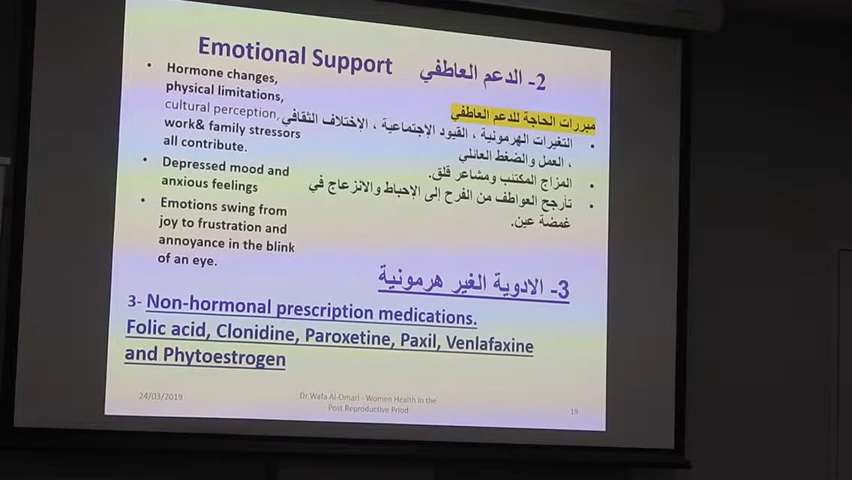 Emotional Support
2- الدعم العاطفي
• Hormone changes,
physical limitations,
cultural perception,
work& family stressors
all contribute.
• Depressed mood and
anxious feelings
• Emotions swing from
joy to frustration and
annoyance in the blink
of an eye.
مبررات الحاجة للدعم العاطفي
• التغيرات الهرمونية ، القيود الإجتماعية ، الإختلاف الثقافي
، العمل والضغط العائلي
• المزاج المكتئب ومشاعر قلق.
• تأرجح العواطف من الفرح إلى الإحباط والانزعاج في
غمضة عين.
3- الادوية الغير هرمونية
3- Non-hormonal prescription medications.
Folic acid, Clonidine, Paroxetine, Paxil, Venlafaxine
and Phytoestrogen
24/03/2019
Dr Wafa Al-Omari - Women Health in the
Post Reproductive Priod
19